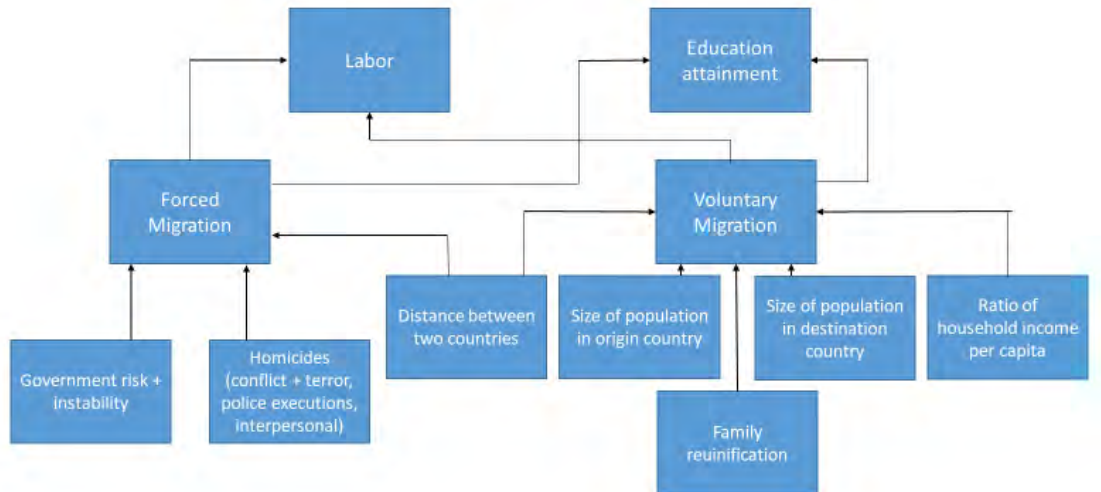 Labor
Education
attainment
Forced
Migration
Voluntary
Migration
Distance between
two countries
Size of population
in origin country
Size of population
in destination
country
Ratio of
household income
per capita
Government risk +
instability
Homicides
(conflict + terror,
police executions,
interpersonal)
Family
reuinification